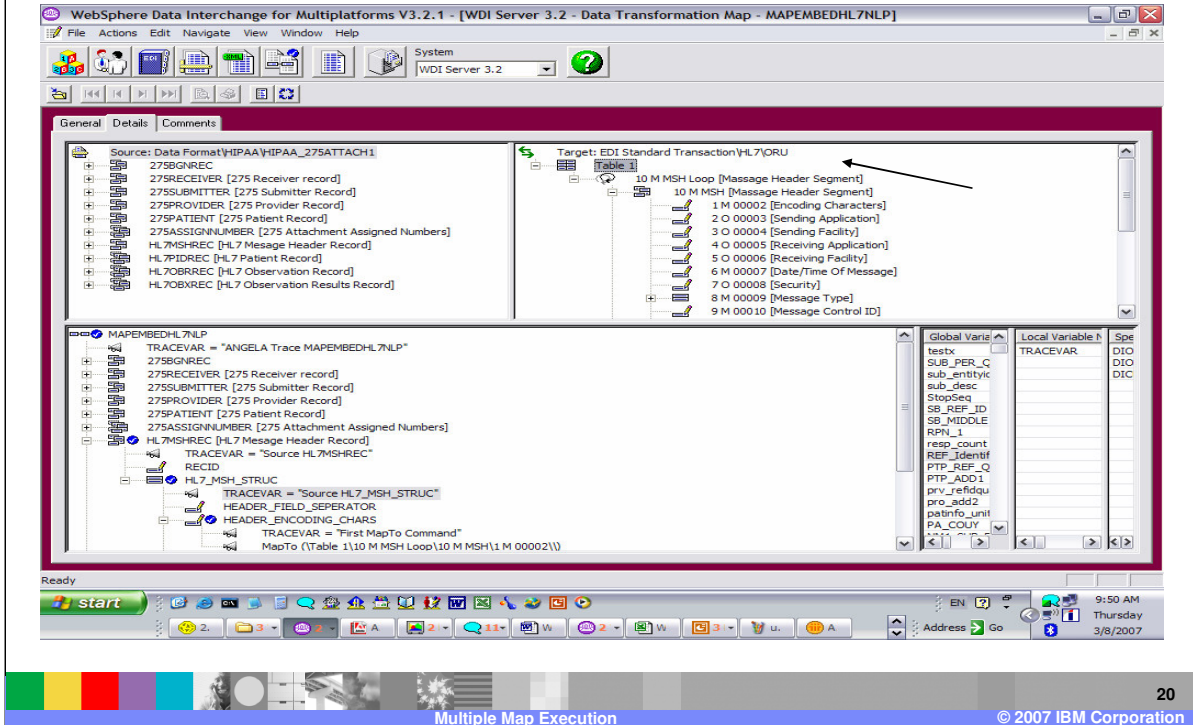 WebSphere Data Interchange for Multiplatforms V3.2.1 - [WDI Server 3.2 - Data Transformation Map - MAPEMBEDHL7NLP]
File Actions Edit Navigate View Window Help
System
WDI Server 3.2
General Details Comments
Source: Data Format\HIPAA\HIPAA_275ATTACH1
275BGNREC
275RECEIVER [275 Receiver record]
275SUBMITTER [275 Submitter Record]
275PROVIDER [275 Provider Record]
275PATIENT [275 Patient Record]
275ASSIGNNUMBER [275 Attachment Assigned Numbers]
HL7MSHREC [HL7 Mesage Header Record]
HL7PIDREC [HL7 Patient Record]
HL7OBRREC [HL7 Observation Record]
HL7OBXREC [HL7 Observation Results Record]
Target: EDI Standard Transaction\HL7\ORU
Table 1
10 M MSH Loop [Massage Header Segment]
10 M MSH [Massage Header Segment]
1 M 00002 [Encoding Characters]
2 O 00003 [Sending Application]
3 O 00004 [Sending Facility]
4 O 00005 [Receiving Application]
5 O 00006 [Receiving Facility]
6 M 00007 [Date/Time Of Message]
7 O 00008 [Security]
8 M 00009 [Message Type]
9 M 00010 [Message Control ID]
MAPEMBEDHL7NLP
TRACEVAR = "ANGELA Trace MAPEMBEDHL7NLP"
275BGNREC
275RECEIVER [275 Receiver record]
275SUBMITTER [275 Submitter Record]
275PROVIDER [275 Provider Record]
275PATIENT [275 Patient Record]
275ASSIGNNUMBER [275 Attachment Assigned Numbers]
HL7MSHREC [HL7 Mesage Header Record]
TRACEVAR = "Source HL7MSHREC"
RECID
HL7_MSH_STRUC
TRACEVAR = "Source HL7_MSH_STRUC"
HEADER_FIELD_SEPERATOR
HEADER_ENCODING_CHARS
TRACEVAR = "First MapTo Command"
MapTo (\Table 1\10 M MSH Loop\10 M MSH\1 M 00002\\)
Global Varia
testx
SUB_PER_Q
sub_entityic
sub_desc
StopSeq
SB_REF_ID
SB_MIDDLE
RPN_1
resp_count
REF_Identif
PTP_REF_Q
PTP_ADD1
prv_refidqu
pro_add2
patinfo_unit
PA_COUY
Local Variable N
TRACEVAR
Spe
DIO
DIO
DIC
Ready
start
EN
9:50 AM
Thursday
3/8/2007
2. 3 2 A 2 11 W 2 W 3 u. A
Address Go
20
Multiple Map Execution
© 2007 IBM Corporation